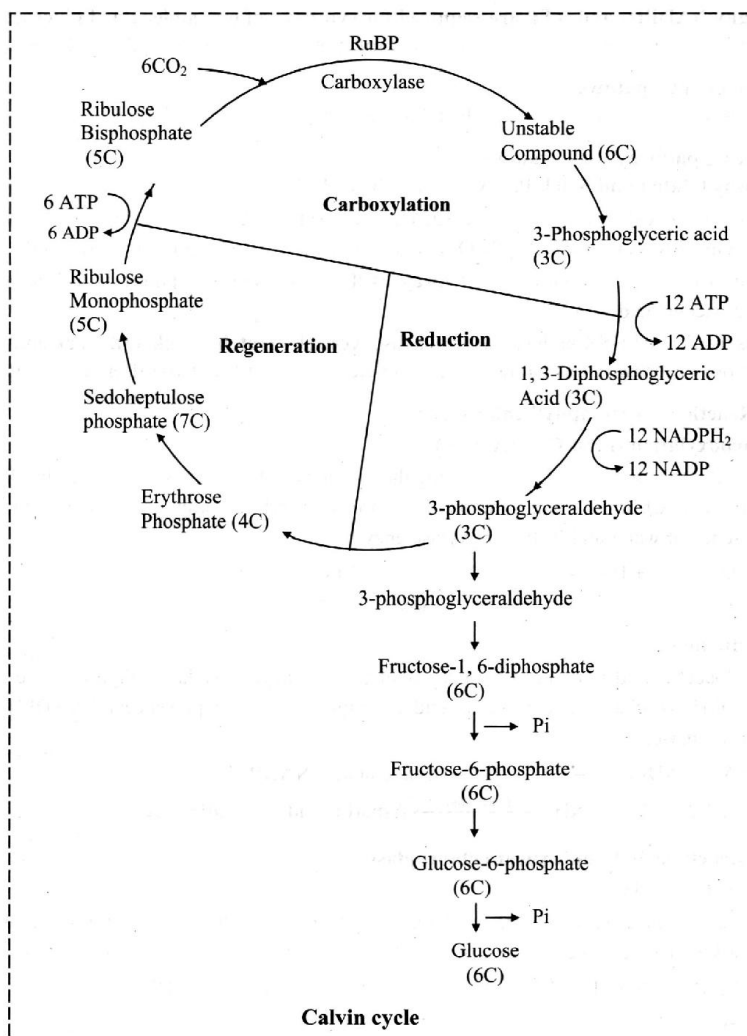 RuBP
6CO₂
Carboxylase
Ribulose
Bisphosphate
(5C)
Unstable
Compound (6C)
6 ATP
6 ADP
Carboxylation
3-Phosphoglyceric acid
(3C)
Ribulose
Monophosphate
(5C)
12 ATP
12 ADP
Regeneration
Reduction
1, 3-Diphosphoglyceric
Acid (3C)
Sedoheptulose
phosphate (7C)
12 NADPH₂
12 NADP
Erythrose
Phosphate (4C)
3-phosphoglyceraldehyde
(3C)
3-phosphoglyceraldehyde
Fructose-1, 6-diphosphate
(6C)
Pi
Fructose-6-phosphate
(6C)
Glucose-6-phosphate
(6C)
Pi
Glucose
(6C)
Calvin cycle